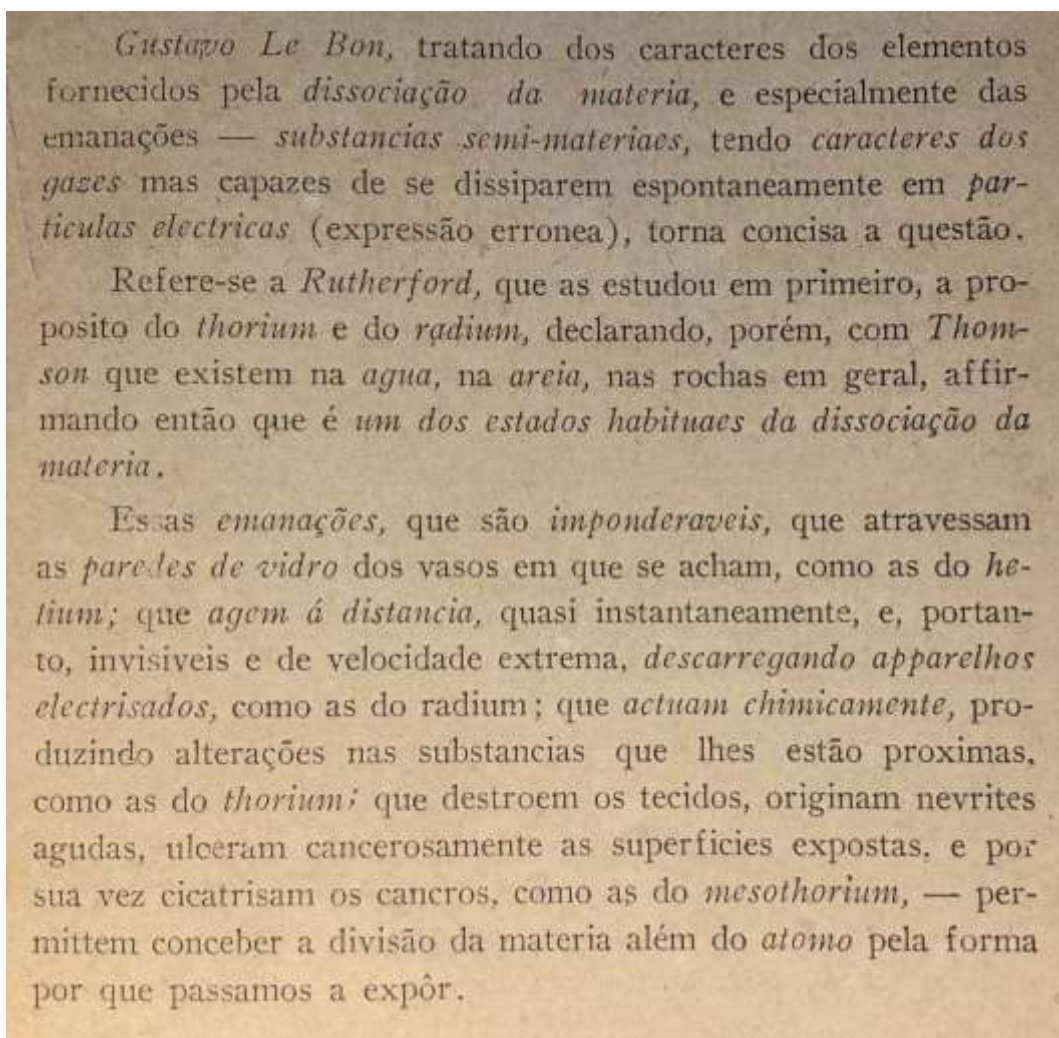 Gustavo Le Bon, tratando dos caracteres dos elementos
fornecidos pela dissociação da materia, e especialmente das
emanações — substancias semi-materiaes, tendo caracteres dos
gazes mas capazes de se dissiparem espontaneamente em par-
ticulas electricas (expressão erronea), torna concisa a questão.
Refere-se a Rutherford, que as estudou em primeiro, a pro-
posito do thorium e do radium, declarando, porém, com Thom-
son que existem na agua, na areia, nas rochas em geral, affir-
mando então que é um dos estados habituaes da dissociação da
materia.
Essas emanações, que são imponderaveis, que atravessam
as paredes de vidro dos vasos em que se acham, como as do he-
lium; que agem á distancia, quasi instantaneamente, e, portan-
to, invisiveis e de velocidade extrema, descarregando apparelhos
electrisados, como as do radium; que actuam chimicamente, pro-
duzindo alterações nas substancias que lhes estão proximas,
como as do thorium; que destroem os tecidos, originam nevrites
agudas, ulceram cancerosamente as superficies expostas, e por
sua vez cicatrisam os cancros, como as do mesothorium, — per-
mittem conceber a divisão da materia além do atomo pela forma
por que passamos a expôr.